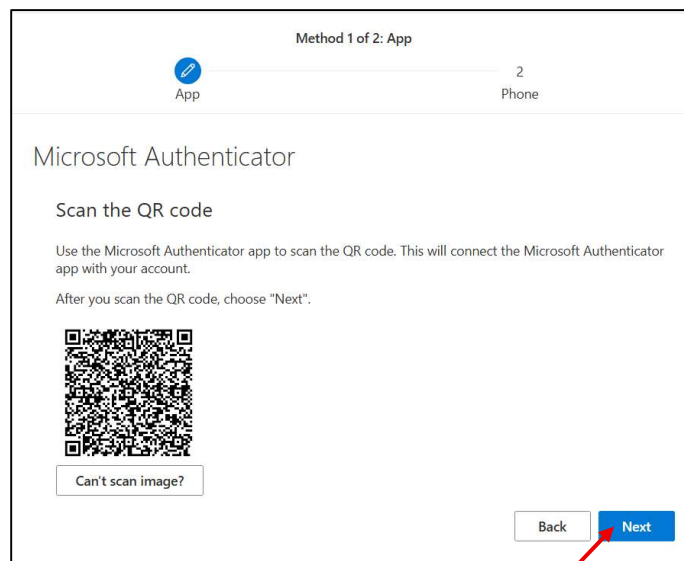 Method 1 of 2: App
2
App
Phone
Microsoft Authenticator
Scan the QR code
Use the Microsoft Authenticator app to scan the QR code. This will connect the Microsoft Authenticator
app with your account.
After you scan the QR code, choose "Next".
Can't scan image?
Back
Next